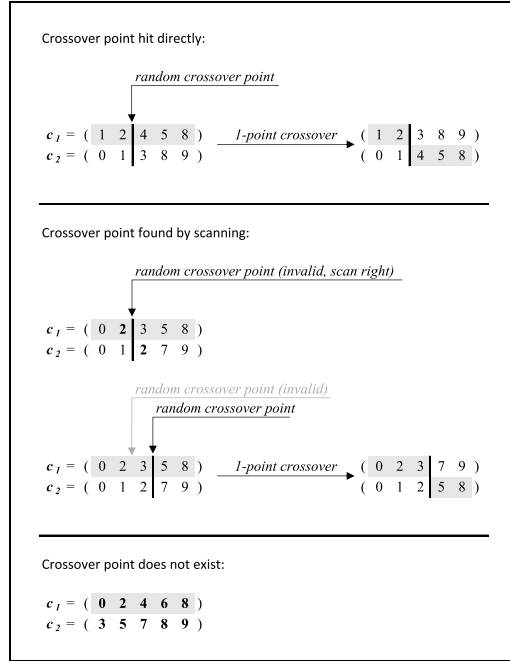 Crossover point hit directly:
random crossover point
c1 = ( 1 2 4 5 8 ) 1-point crossover ( 1 2 3 8 9 )
c2 = ( 0 1 3 8 9 ) ( 0 1 4 5 8 )
Crossover point found by scanning:
random crossover point (invalid, scan right)
c1 = ( 0 2 3 5 8 )
c2 = ( 0 1 2 7 9 )
random crossover point (invalid)
random crossover point
c1 = ( 0 2 3 5 8 ) 1-point crossover ( 0 2 3 7 9 )
c2 = ( 0 1 2 7 9 ) ( 0 1 2 5 8 )
Crossover point does not exist:
c1 = ( 0 2 4 6 8 )
c2 = ( 3 5 7 8 9 )